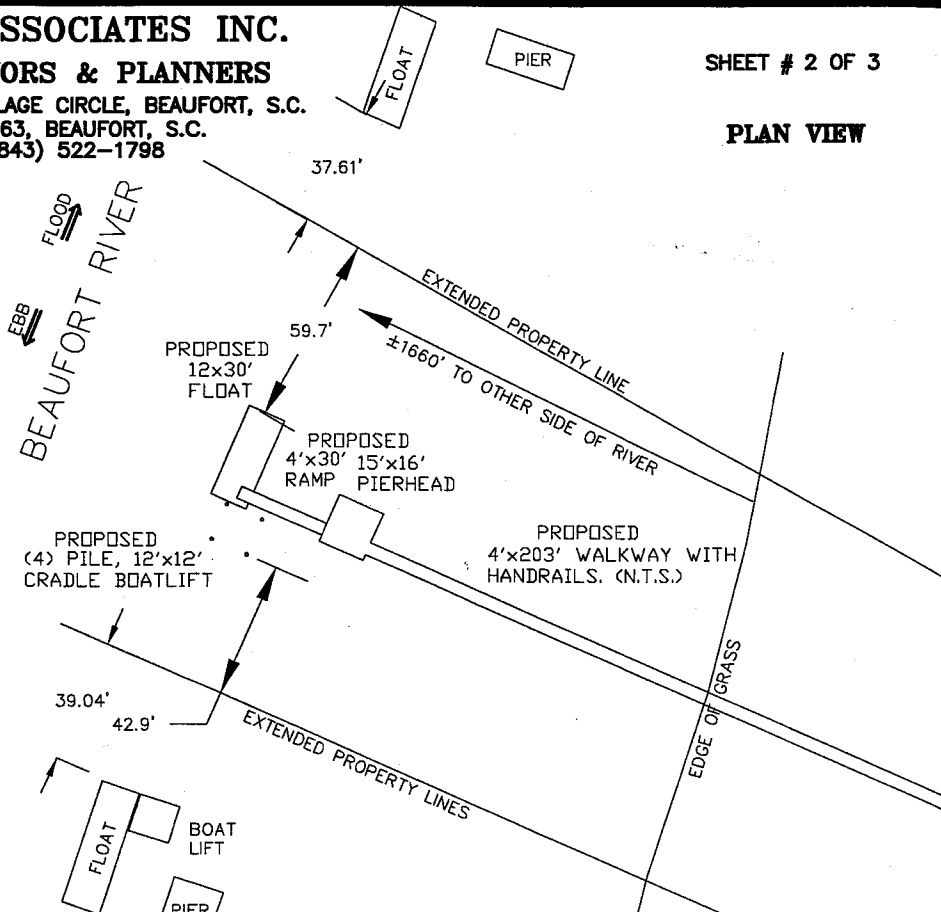 SSOCIATES INC.
ORS & PLANNERS
LAGE CIRCLE, BEAUFORT, S.C.
63, BEAUFORT, S.C.
843) 522-1798
SHEET # 2 OF 3
PLAN VIEW
FLOAT
PIER
37.61'
FLOOD
EBB
BEAUFORT RIVER
EXTENDED PROPERTY LINE
±1660' TO OTHER SIDE OF RIVER
59.7'
PROPOSED
12x30'
FLOAT
PROPOSED
4'x30' 15'x16'
RAMP PIERHEAD
PROPOSED
4'x203' WALKWAY WITH
HANDRAILS. (N.T.S.)
PROPOSED
(4) PILE, 12'x12'
CRADLE BOATLIFT
EDGE OF GRASS
39.04'
42.9'
EXTENDED PROPERTY LINES
FLOAT
BOAT
LIFT
PIER